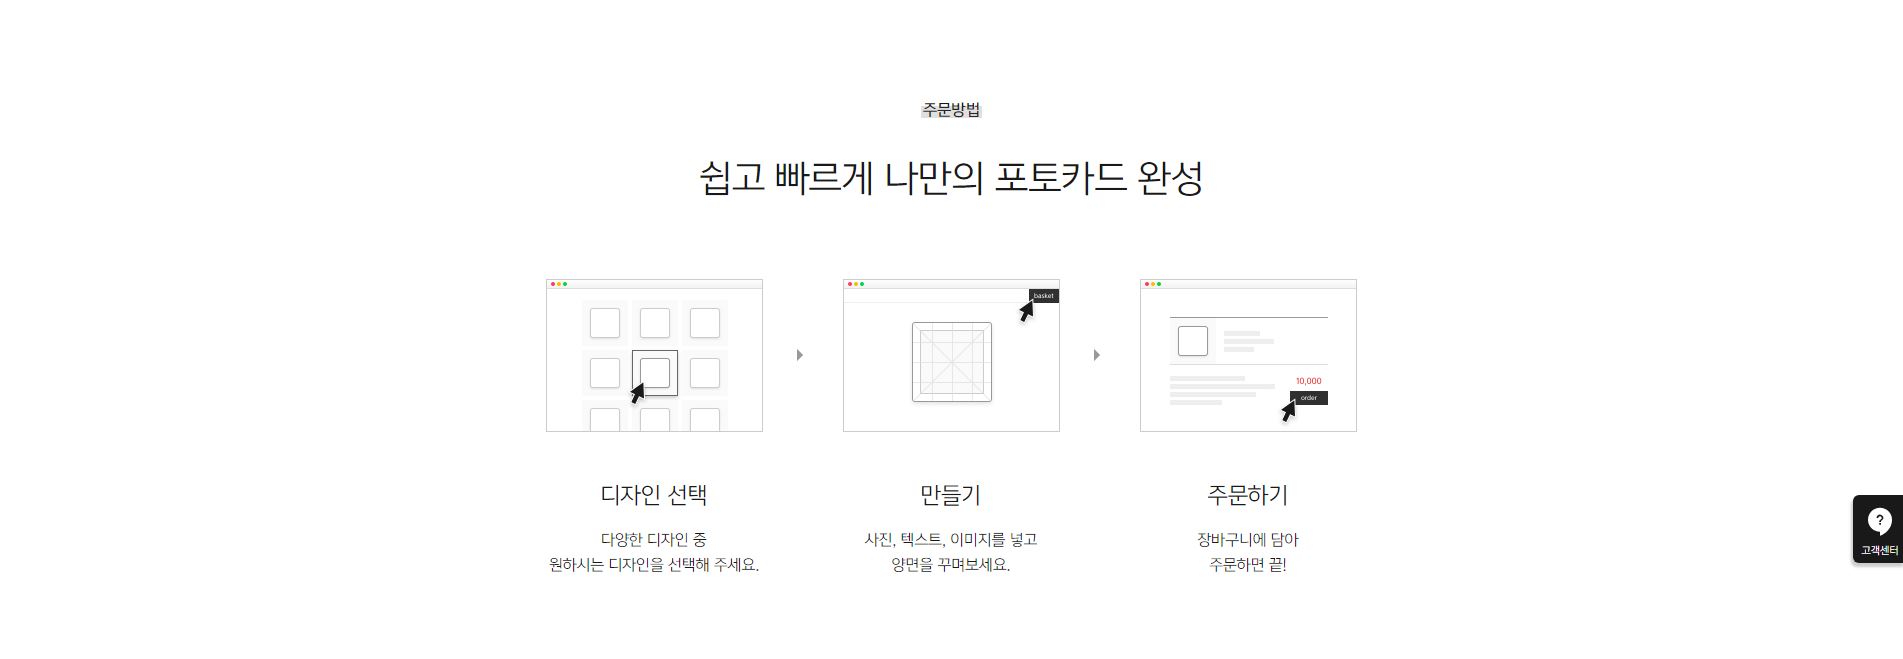 주문방법
쉽고 빠르게 나만의 포토카드 완성
basket
10,000
order
디자인 선택
만들기
주문하기
다양한 디자인 중
원하시는 디자인을 선택해 주세요.
사진, 텍스트, 이미지를 넣고
양면을 꾸며보세요.
장바구니에 담아
주문하면 끝!
?
고객센터